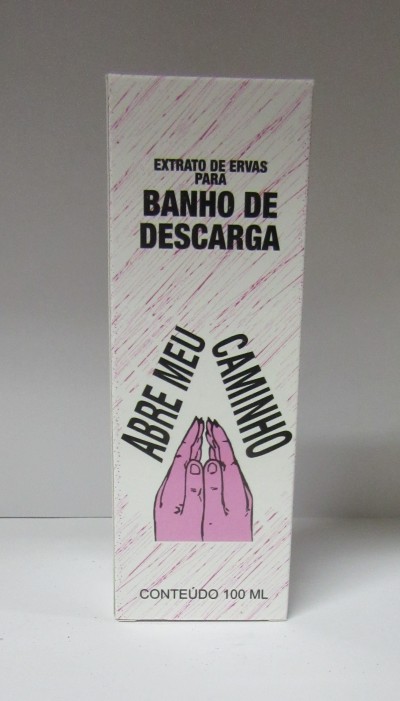 EXTRATO DE ERVAS
PARA
BANHO DE
DESCARGA
ABRE MEU
CAMINHO
CONTEÚDO 100 ML